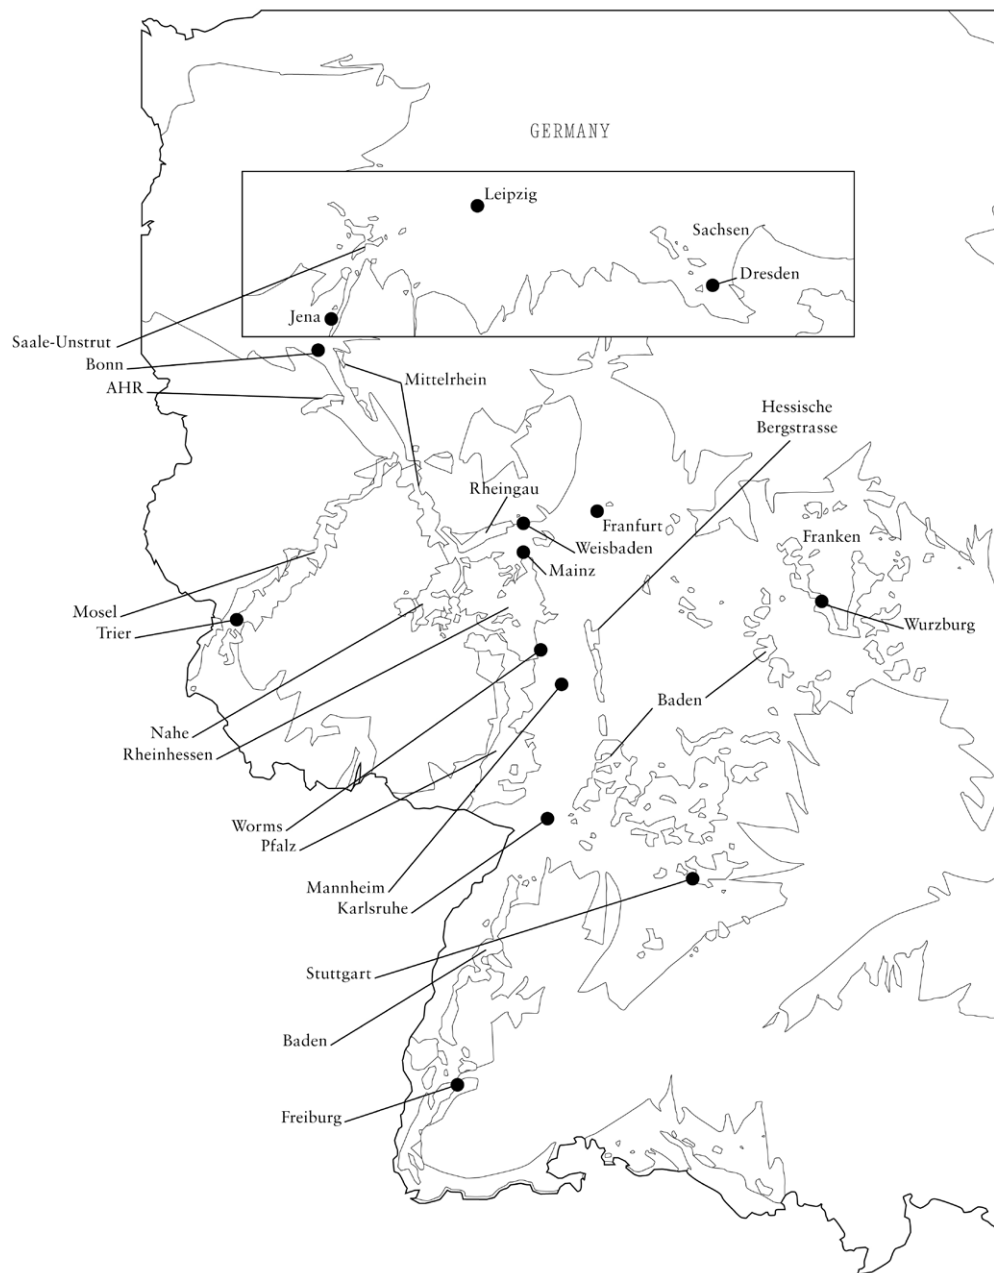 GERMANY
Leipzig
Sachsen
Dresden
Jena
Saale-Unstrut
Bonn
AHR
Mittelrhein
Hessische
Bergstrasse
Rheingau
Franfurt
Weisbaden
Mainz
Franken
Mosel
Trier
Wurzburg
Baden
Nahe
Rheinhessen
Worms
Pfalz
Mannheim
Karlsruhe
Stuttgart
Baden
Freiburg